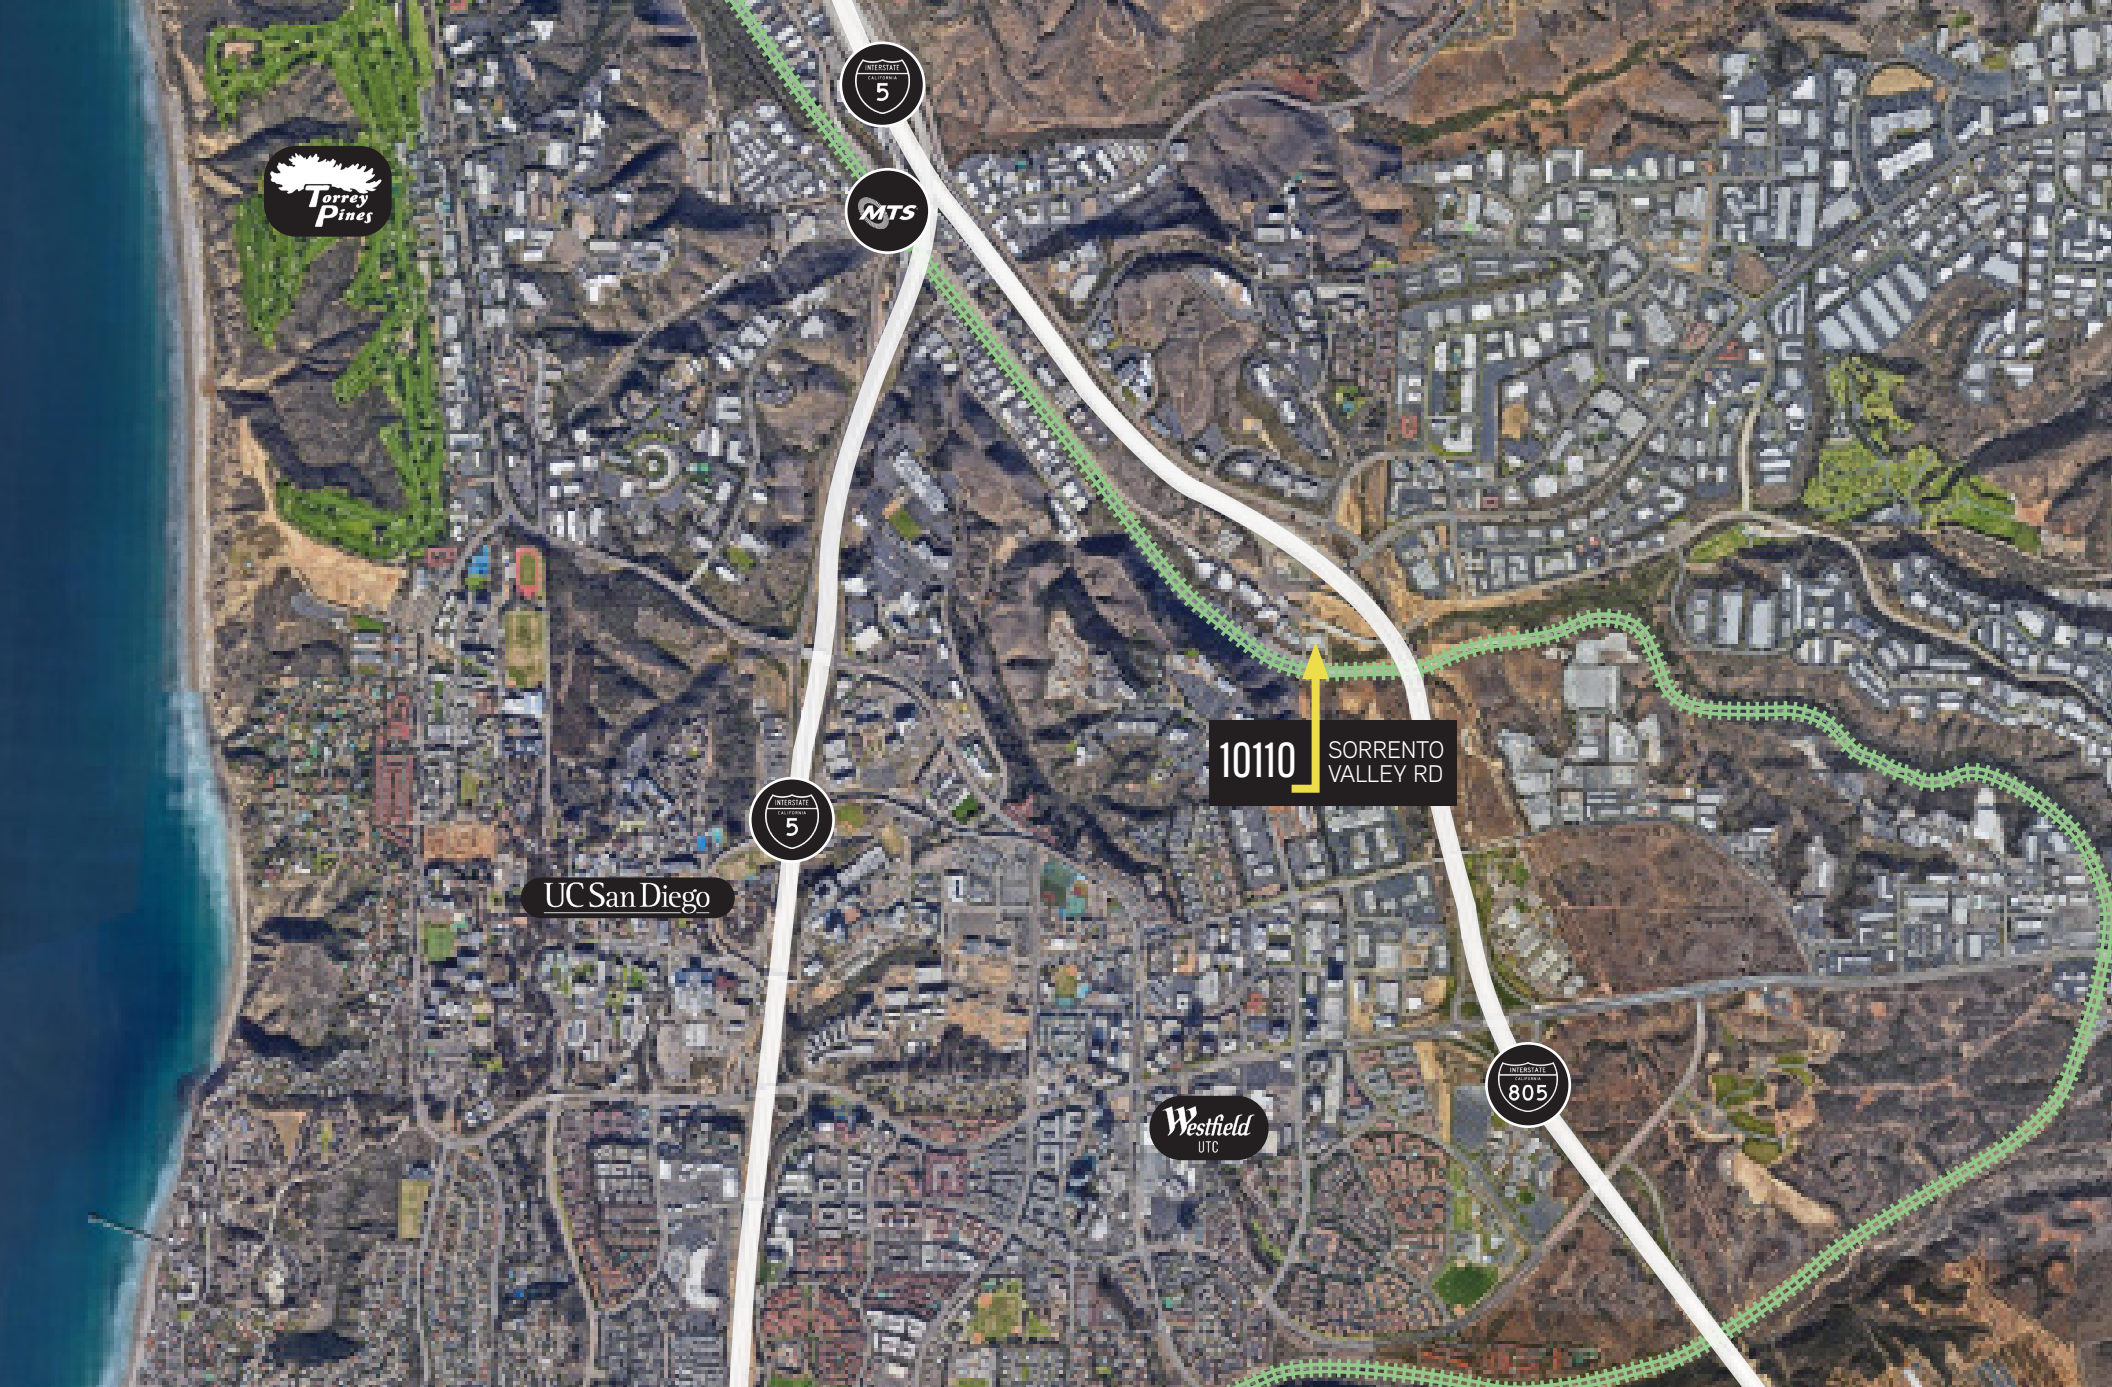 INTERSTATE
CALIFORNIA
5
Torrey
Pines
MTS
10110
SORRENTO
VALLEY RD
INTERSTATE
CALIFORNIA
5
UC San Diego
INTERSTATE
CALIFORNIA
805
Westfield
UTC